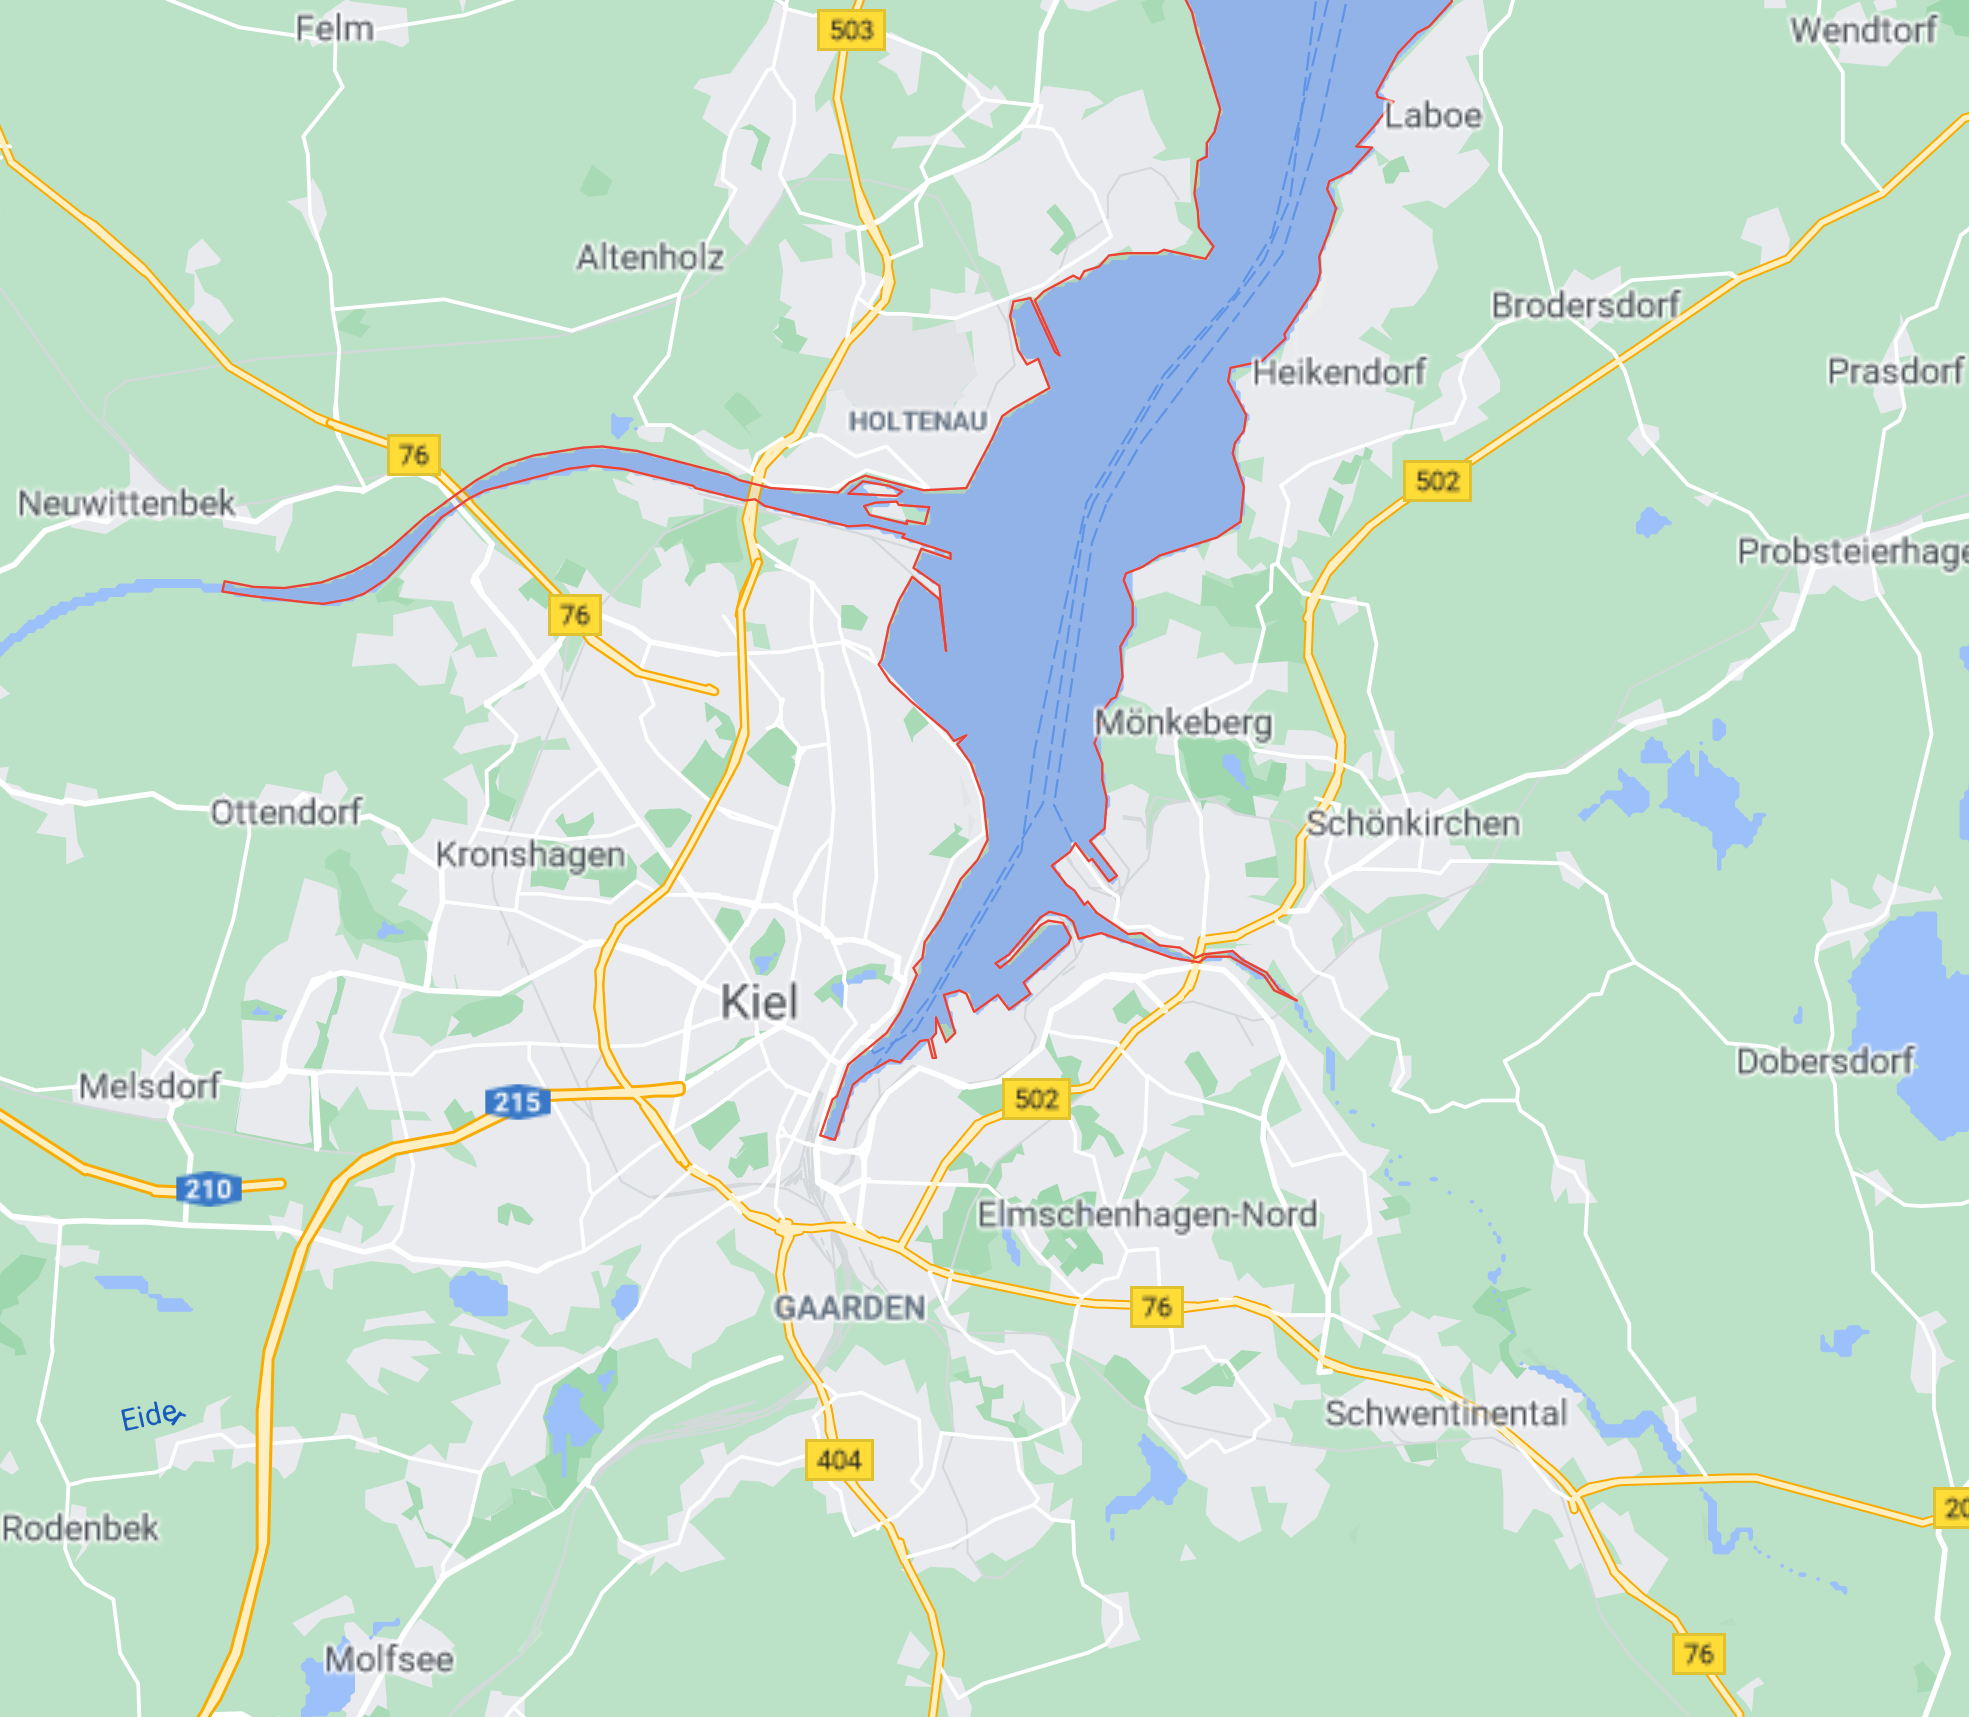 Felm
503
Wendtorf
Laboe
Altenholz
Brodersdorf
Heikendorf
Prasdorf
HOLTENAU
76
502
Neuwittenbek
Probsteierhage
76
Mönkeberg
Ottendorf
Schönkirchen
Kronshagen
Kiel
Dobersdorf
Melsdorf
215
502
210
Elmschenhagen-Nord
GAARDEN
76
Eider
Schwentinental
404
20
Rodenbek
Molfsee
76